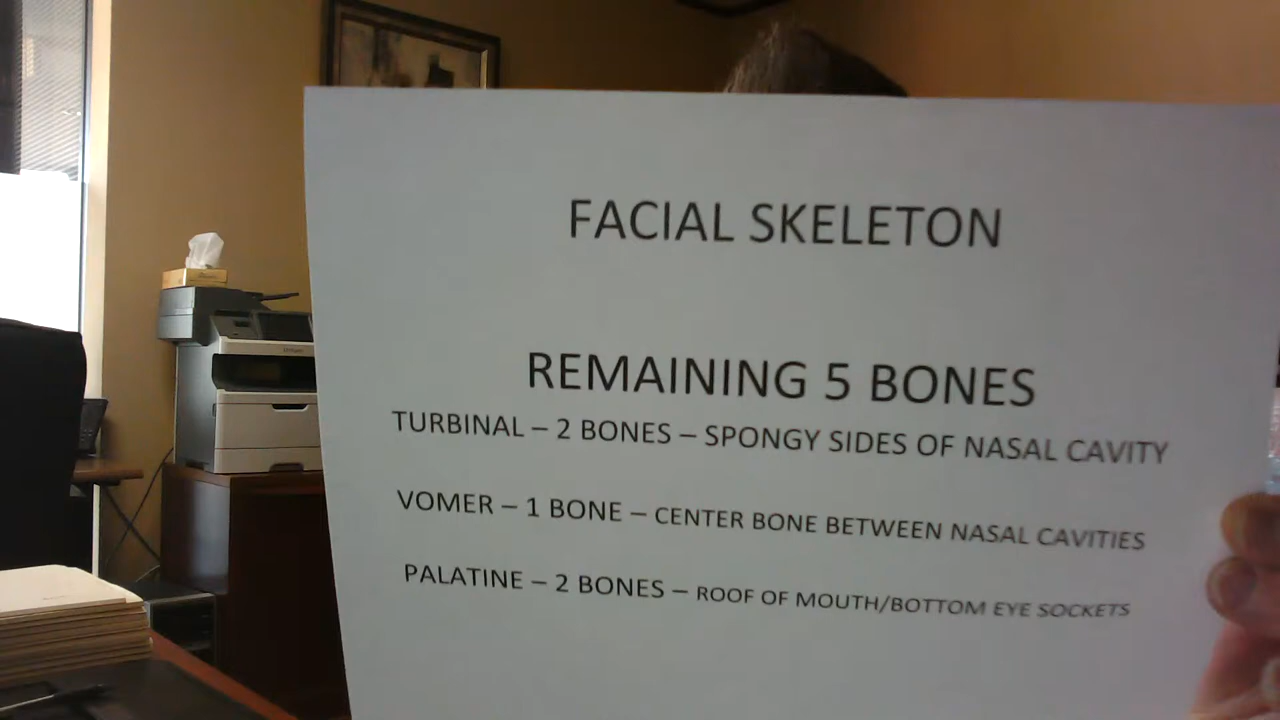 FACIAL SKELETON
REMAINING 5 BONES
TURBINAL – 2 BONES – SPONGY SIDES OF NASAL CAVITY
VOMER – 1 BONE – CENTER BONE BETWEEN NASAL CAVITIES
PALATINE – 2 BONES – ROOF OF MOUTH/BOTTOM EYE SOCKETS